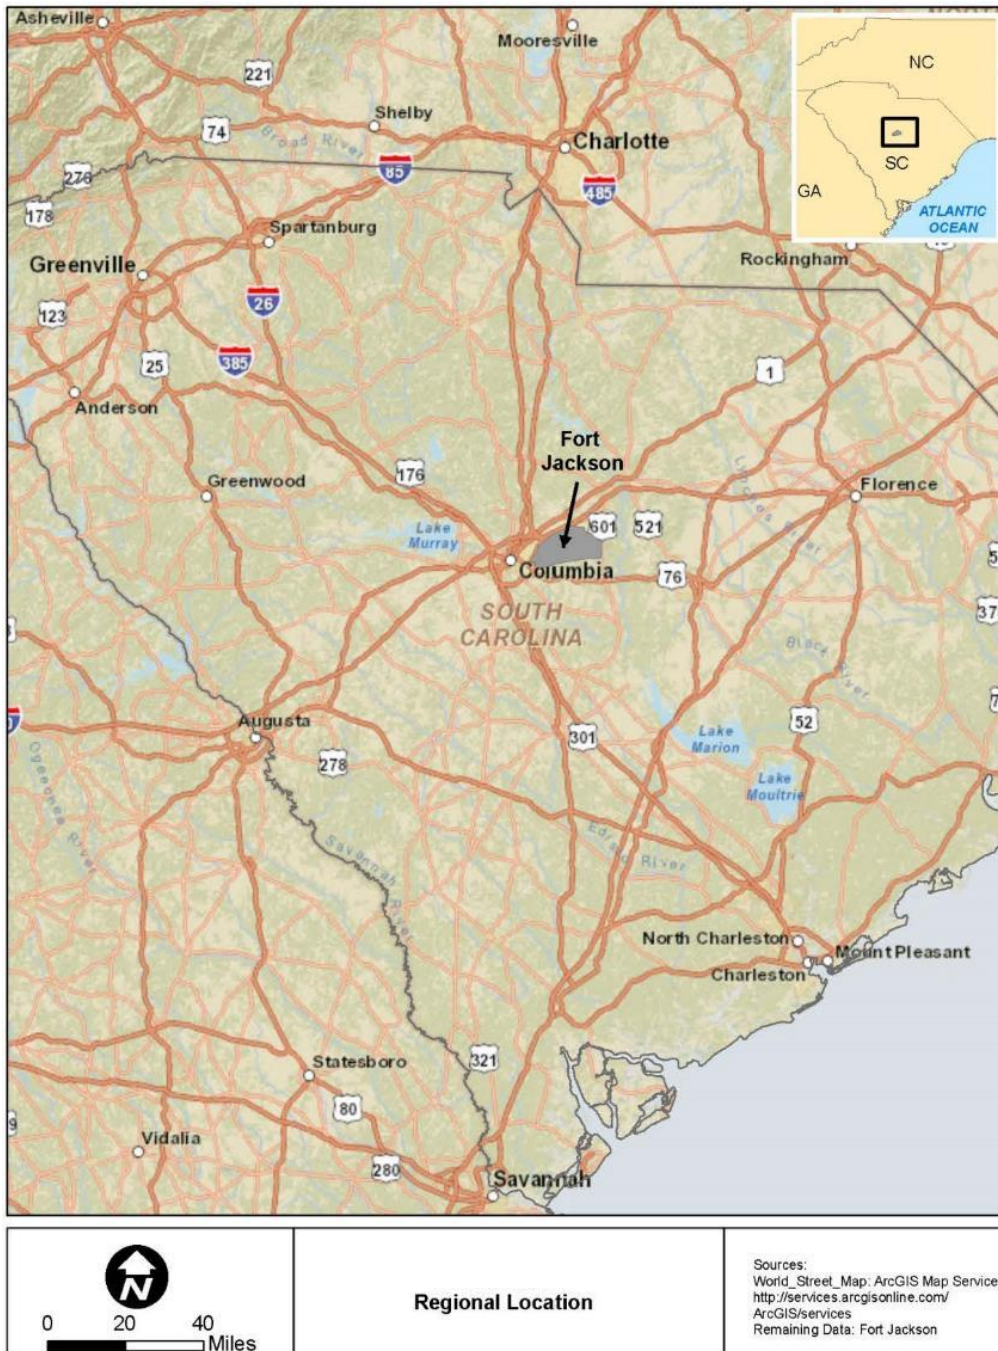 Asheville
Mooresville
NC
221
Shelby
74
Broad River
Charlotte
85
276
485
SC
178
GA
ATLANTIC
OCEAN
Spartanburg
Rockingham
Greenville
26
123
385
25
1
Anderson
Fort
Jackson
176
Greenwood
Florence
Lake
Murray
601
521
Columbia
76
SOUTH
CAROLINA
Black River
Augusta
301
52
Lake
Marion
278
Lake
Moultrie
Savannah River
North Charleston
Mount Pleasant
Charleston
321
Statesboro
80
Vidalia
280
Savannah
N
0 20 40
Miles
Regional Location
Sources:
World_Street_Map: ArcGIS Map Service
http://services.arcgisonline.com/
ArcGIS/services
Remaining Data: Fort Jackson